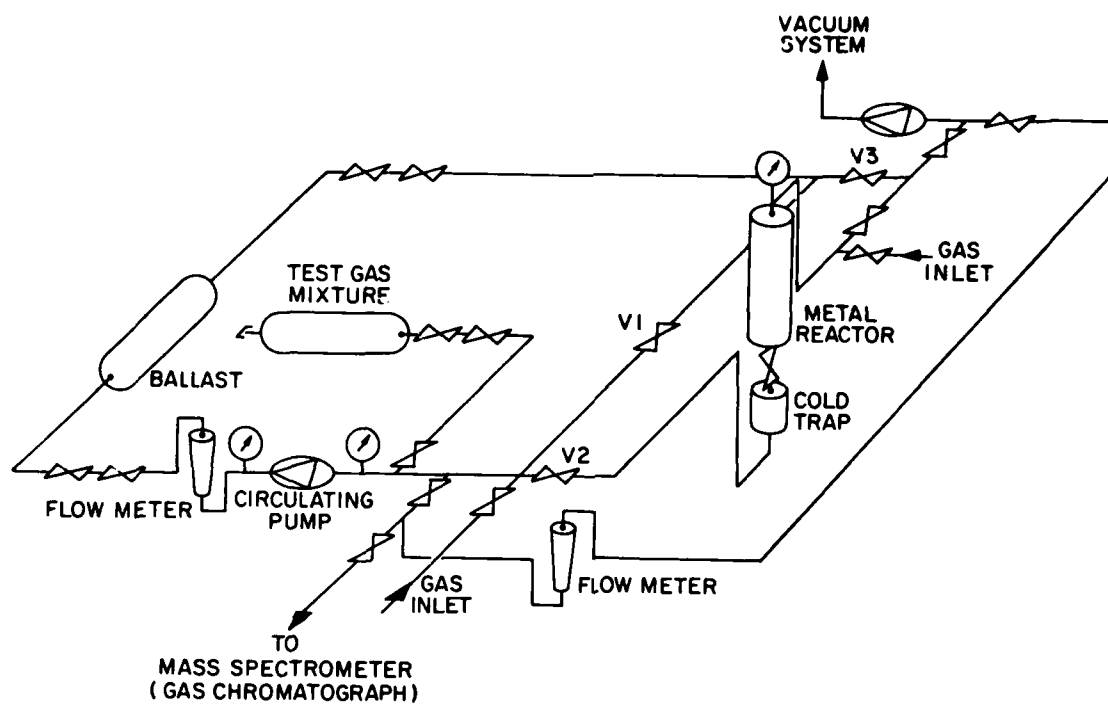 VACUUM
SYSTEM
V3
GAS
INLET
TEST GAS
MIXTURE
METAL
REACTOR
V1
BALLAST
COLD
TRAP
V2
FLOW METER
CIRCULATING
PUMP
FLOW METER
GAS
INLET
TO
MASS SPECTROMETER
( GAS CHROMATOGRAPH)